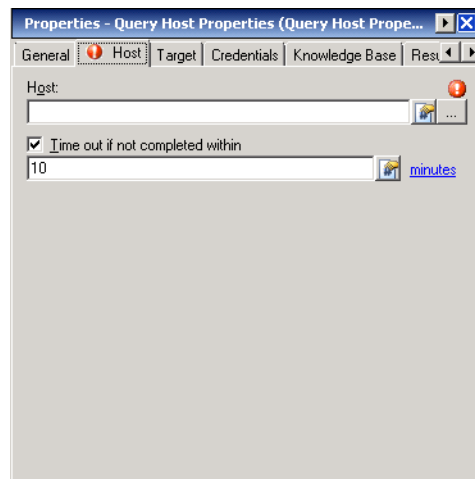 Properties - Query Host Properties (Query Host Prope...
General Host Target Credentials Knowledge Base Resu
Host:
...
Time out if not completed within
10 minutes